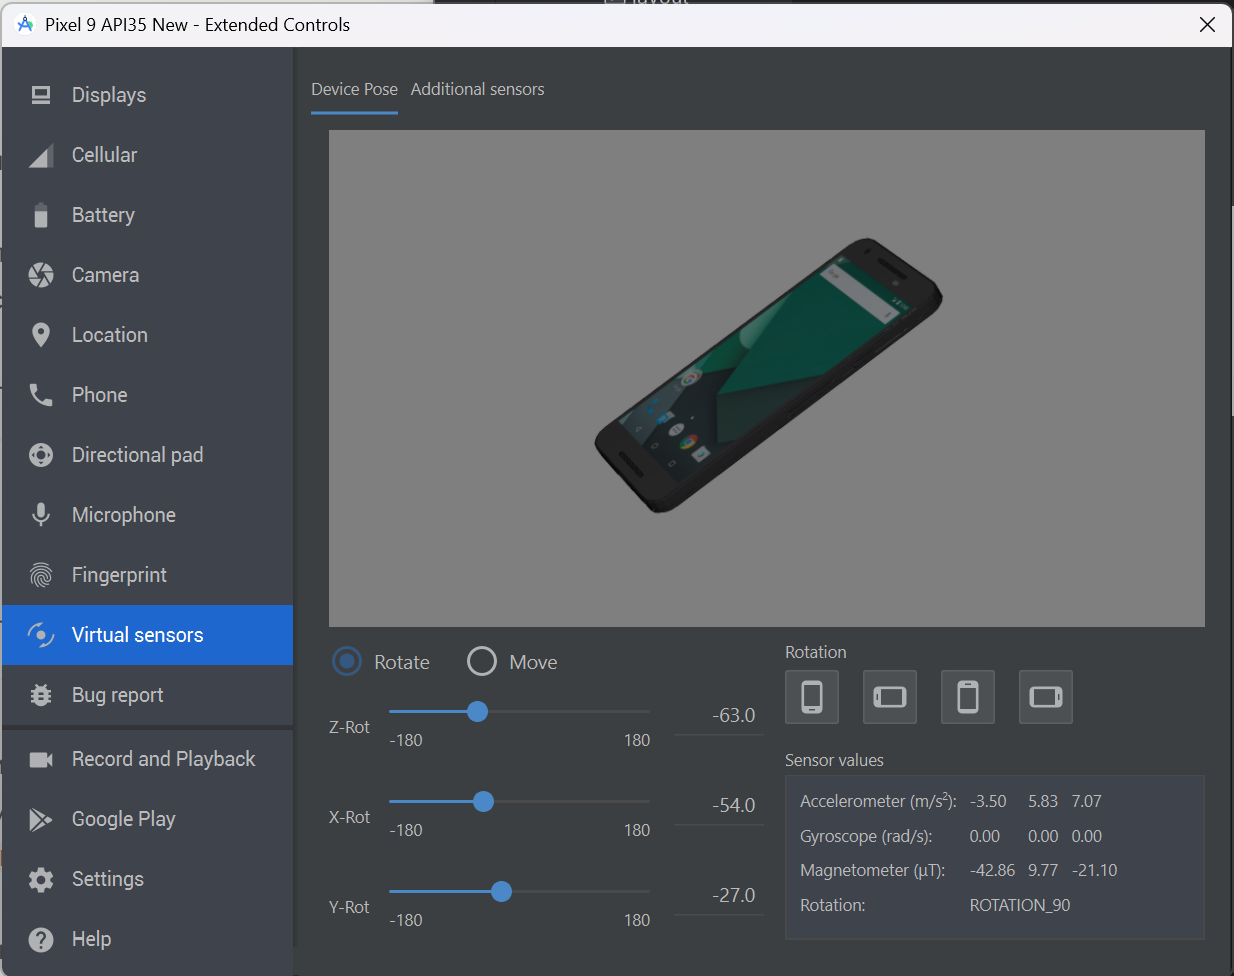 Pixel 9 API35 New - Extended Controls
Displays
Cellular
Battery
Camera
Location
Phone
Directional pad
Microphone
Fingerprint
Virtual sensors
Bug report
Record and Playback
Google Play
Settings
Help
Device Pose Additional sensors
Rotate Move
Z-Rot -180 180 -63.0
X-Rot -180 180 -54.0
Y-Rot -180 180 -27.0
Rotation
Sensor values
Accelerometer (m/s²): -3.50 5.83 7.07
Gyroscope (rad/s): 0.00 0.00 0.00
Magnetometer (μT): -42.86 9.77 -21.10
Rotation: ROTATION_90